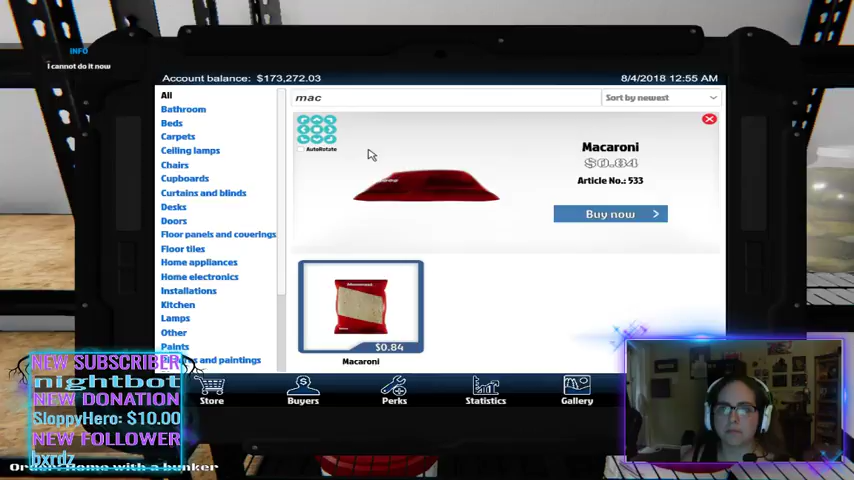 INFO
I cannot do it now
Account balance: $173,272.03
8/4/2018 12:55 AM
All
Bathroom
Beds
Carpets
Ceiling lamps
Chairs
Cupboards
Curtains and blinds
Desks
Doors
Floor panels and coverings
Floor tiles
Home appliances
Home electronics
Installations
Kitchen
Lamps
Other
Paints
and paintings
mac
Sort by newest
AutoRotate
Macaroni
$0.84
Article No.: 533
Buy now
Macaroni
$0.84
Macaroni
Store
Buyers
Perks
Statistics
Gallery
NEW SUBSCRIBER
nightbot
NEW DONATION
SloppyHero: $10.00
NEW FOLLOWER
bxrdz
Order: Home with a bunker